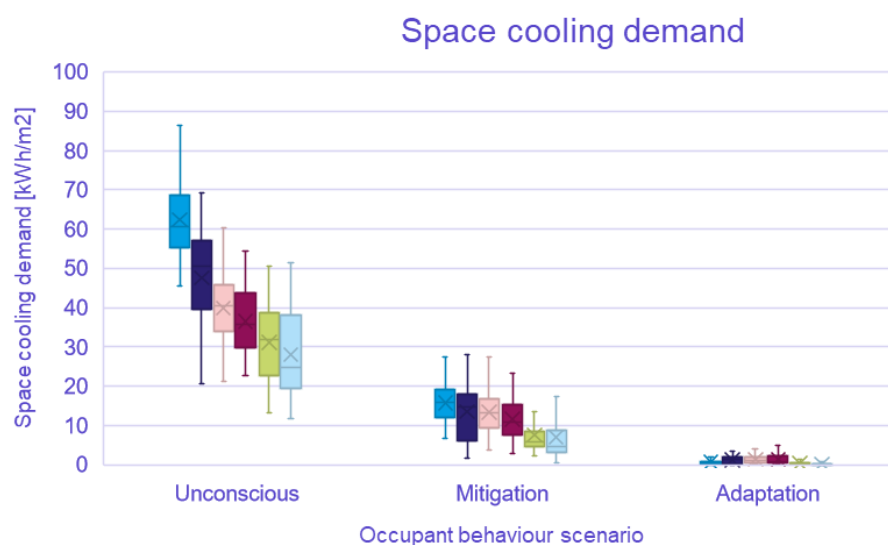 Space cooling demand
Space cooling demand [kWh/m2]
100
90
80
70
60
50
40
30
20
10
0
Unconscious
Mitigation
Adaptation
Occupant behaviour scenario